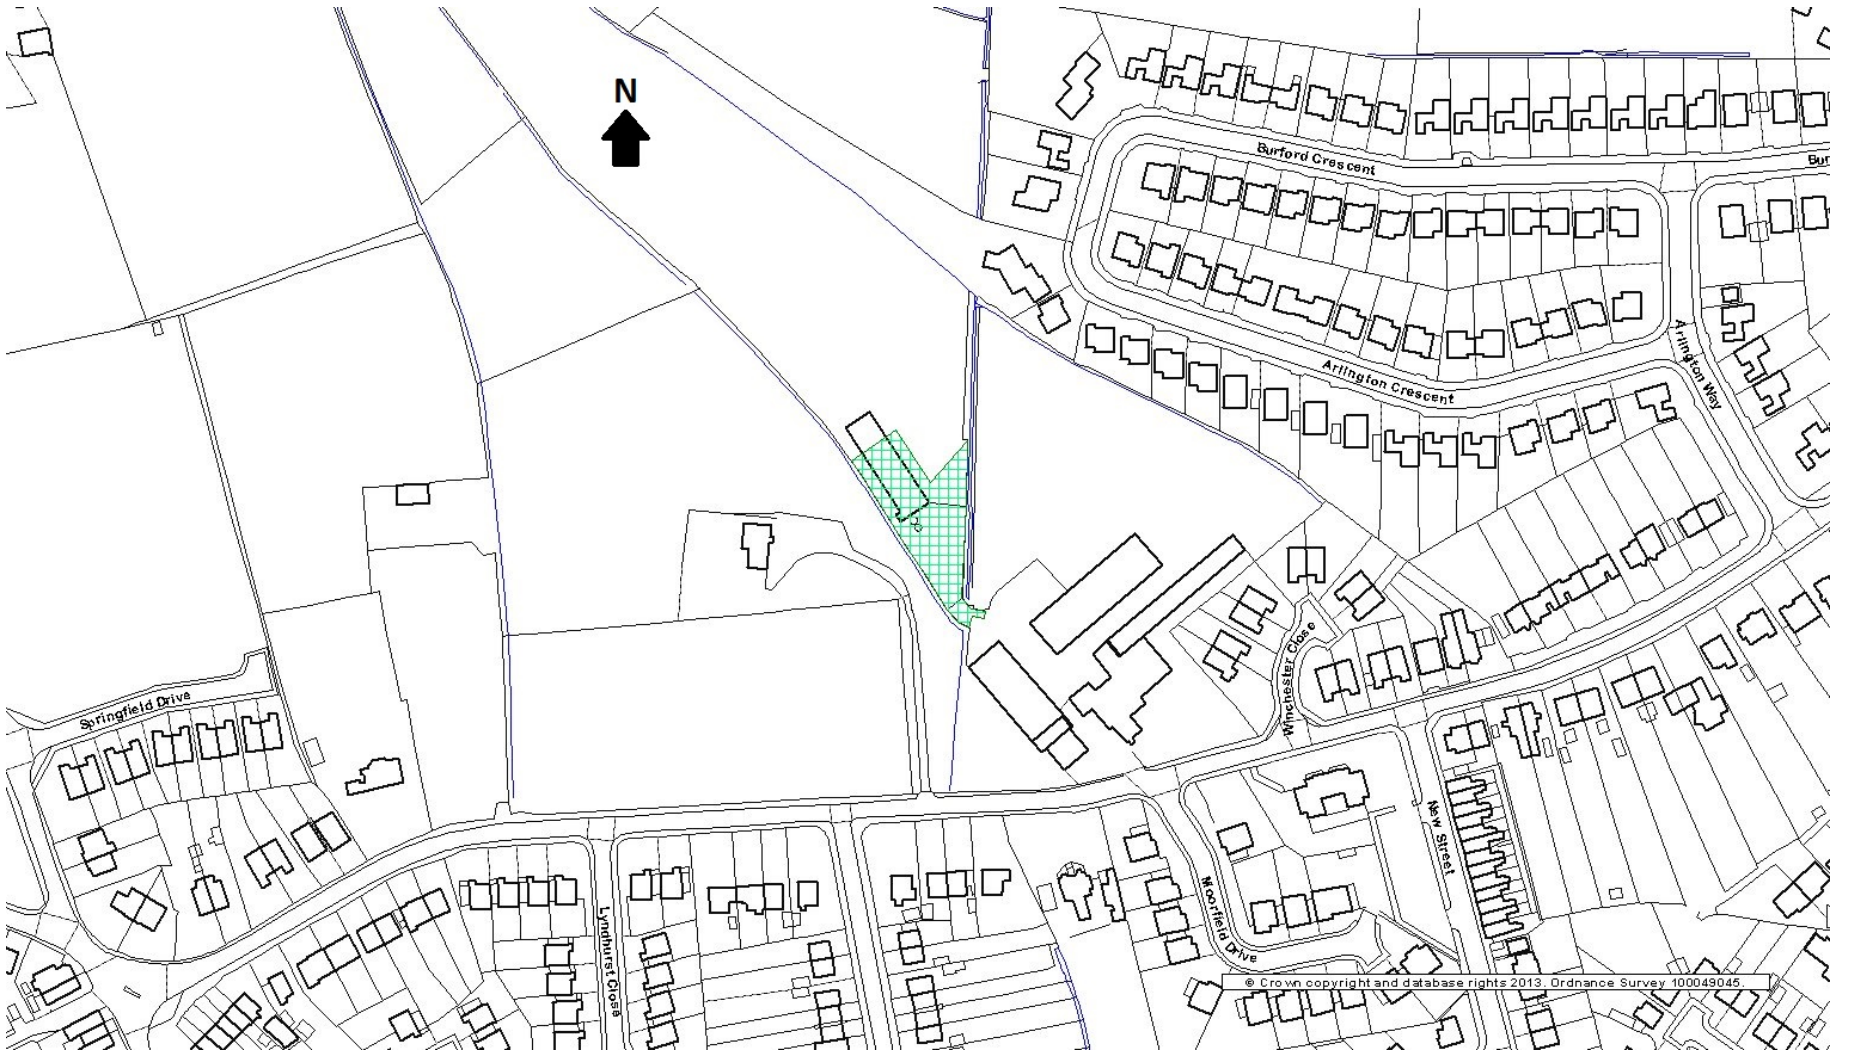 N
Burford Crescent
Bur
Arlington Way
Arlington Crescent
Winchester Close
Springfield Drive
New Street
Moorfield Drive
Lyndhurst Close
© Crown copyright and database rights 2013. Ordnance Survey 100049045.